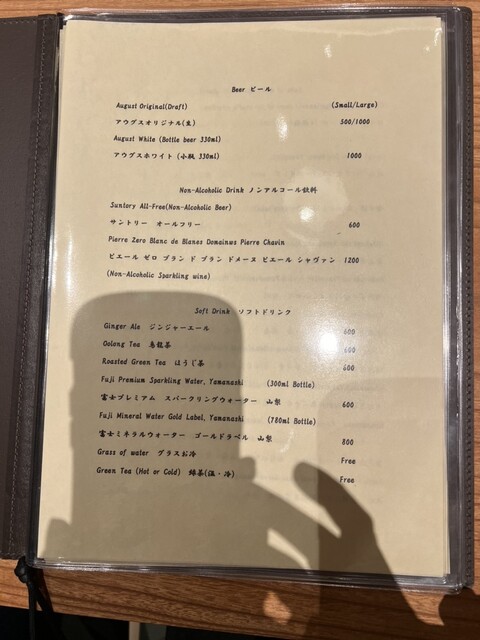 Beer ビール
August Original(Draft) (Small/Large)
アウグスオリジナル(生) 500/1000
August White (Bottle beer 330ml)
アウグスホワイト (小瓶 330ml) 1000
Non-Alcoholic Drink ノンアルコール飲料
Suntory All-Free(Non-Alcoholic Beer)
サントリー オールフリー 600
Pierre Zero Blanc de Blancs Domainus Pierre Chavin
ピエール ゼロ ブラン ド ブラン ドメーヌ ピエール シャヴァン 1200
(Non-Alcoholic Sparkling wine)
Soft Drink ソフトドリンク
Ginger Ale ジンジャーエール 600
Oolong Tea 烏龍茶 600
Roasted Green Tea ほうじ茶 600
Fuji Premium Sparkling Water, Yamanashi (300ml Bottle)
富士プレミアム スパークリングウォーター 山梨 600
Fuji Mineral Water Gold Label, Yamanashi (780ml Bottle)
富士ミネラルウォーター ゴールドラベル 山梨 800
Grass of water グラスお冷 Free
Green Tea (Hot or Cold) 緑茶(温・冷) Free